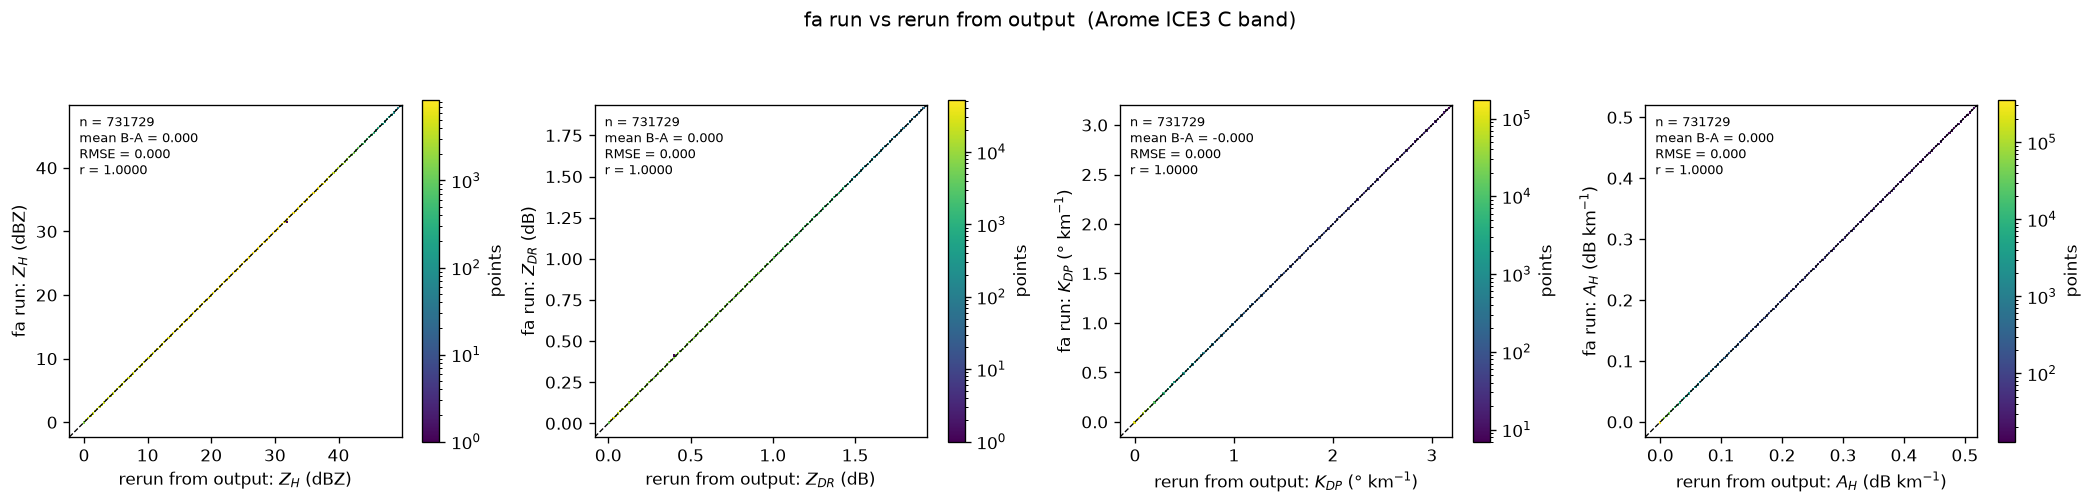 fa run vs rerun from output  (Arome ICE3 C band)
n = 731729
mean B-A = 0.000
RMSE = 0.000
r = 1.0000
fa run: Z_H (dBZ)
40
30
20
10
0
0 10 20 30 40
rerun from output: Z_H (dBZ)
10^3
10^2
10^1
10^0
points
n = 731729
mean B-A = 0.000
RMSE = 0.000
r = 1.0000
fa run: Z_DR (dB)
1.75
1.50
1.25
1.00
0.75
0.50
0.25
0.00
0.0 0.5 1.0 1.5
rerun from output: Z_DR (dB)
10^4
10^3
10^2
10^1
10^0
points
n = 731729
mean B-A = -0.000
RMSE = 0.000
r = 1.0000
fa run: K_DP (° km⁻¹)
3.0
2.5
2.0
1.5
1.0
0.5
0.0
0 1 2 3
rerun from output: K_DP (° km⁻¹)
10^5
10^4
10^3
10^2
10^1
points
n = 731729
mean B-A = 0.000
RMSE = 0.000
r = 1.0000
fa run: A_H (dB km⁻¹)
0.5
0.4
0.3
0.2
0.1
0.0
0.0 0.1 0.2 0.3 0.4 0.5
rerun from output: A_H (dB km⁻¹)
10^5
10^4
10^3
10^2
points